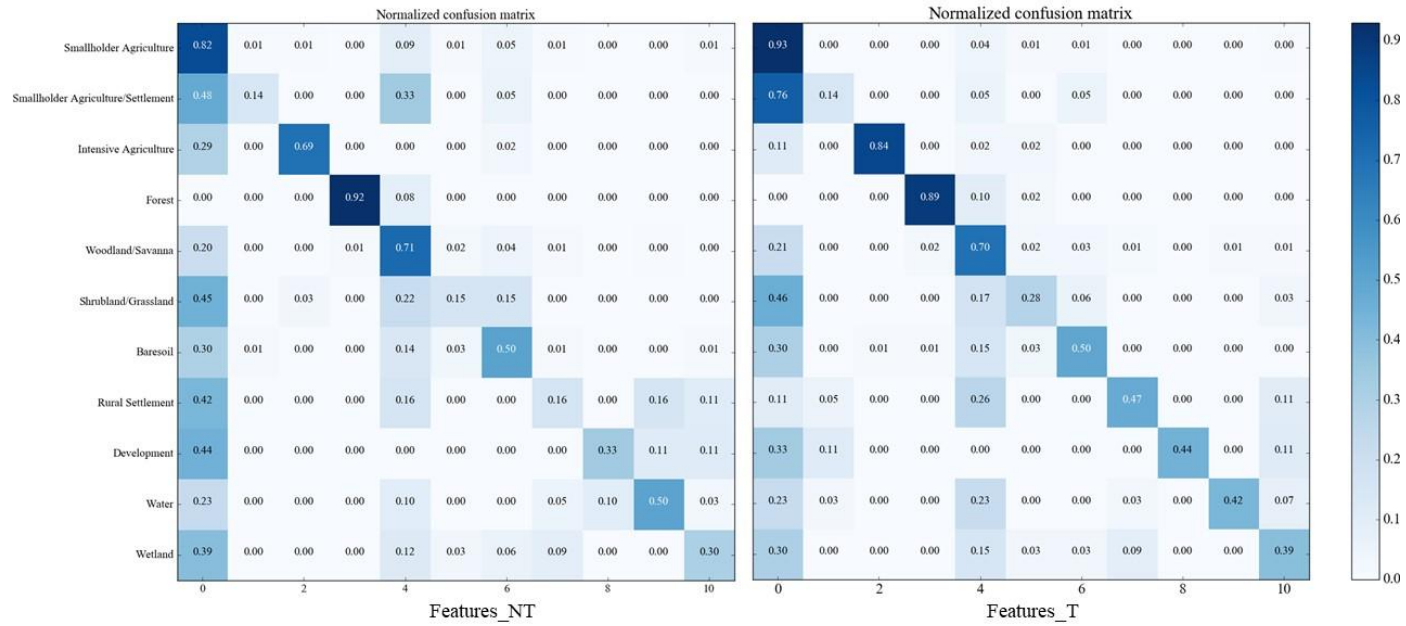 Normalized confusion matrix
Normalized confusion matrix
Smallholder Agriculture 0.82 0.01 0.01 0.00 0.09 0.01 0.05 0.01 0.00 0.00 0.01 0.93 0.00 0.00 0.00 0.04 0.01 0.01 0.00 0.00 0.00 0.00
Smallholder Agriculture/Settlement 0.48 0.14 0.00 0.00 0.33 0.00 0.05 0.00 0.00 0.00 0.00 0.76 0.14 0.00 0.00 0.05 0.00 0.05 0.00 0.00 0.00 0.00
Intensive Agriculture 0.29 0.00 0.69 0.00 0.00 0.00 0.02 0.00 0.00 0.00 0.00 0.11 0.00 0.84 0.00 0.02 0.02 0.00 0.00 0.00 0.00 0.00
Forest 0.00 0.00 0.00 0.92 0.08 0.00 0.00 0.00 0.00 0.00 0.00 0.00 0.00 0.00 0.89 0.10 0.02 0.00 0.00 0.00 0.00 0.00
Woodland/Savanna 0.20 0.00 0.00 0.01 0.71 0.02 0.04 0.01 0.00 0.00 0.00 0.21 0.00 0.00 0.02 0.70 0.02 0.03 0.01 0.00 0.01 0.01
Shrubland/Grassland 0.45 0.00 0.03 0.00 0.22 0.15 0.15 0.00 0.00 0.00 0.00 0.46 0.00 0.00 0.00 0.17 0.28 0.06 0.00 0.00 0.00 0.03
Baresoil 0.30 0.01 0.00 0.00 0.14 0.03 0.50 0.01 0.00 0.00 0.01 0.30 0.00 0.01 0.01 0.15 0.03 0.50 0.00 0.00 0.00 0.00
Rural Settlement 0.42 0.00 0.00 0.00 0.16 0.00 0.00 0.16 0.00 0.16 0.11 0.11 0.05 0.00 0.00 0.26 0.00 0.00 0.47 0.00 0.00 0.11
Development 0.44 0.00 0.00 0.00 0.00 0.00 0.00 0.00 0.33 0.11 0.11 0.33 0.11 0.00 0.00 0.00 0.00 0.00 0.00 0.44 0.00 0.11
Water 0.23 0.00 0.00 0.00 0.10 0.00 0.00 0.05 0.10 0.50 0.03 0.23 0.03 0.00 0.00 0.23 0.00 0.00 0.03 0.00 0.42 0.07
Wetland 0.39 0.00 0.00 0.00 0.12 0.03 0.06 0.09 0.00 0.00 0.30 0.30 0.00 0.00 0.00 0.15 0.03 0.03 0.09 0.00 0.00 0.39
0 2 4 6 8 10
0 2 4 6 8 10
Features_NT
Features_T
0.9
0.8
0.7
0.6
0.5
0.4
0.3
0.2
0.1
0.0